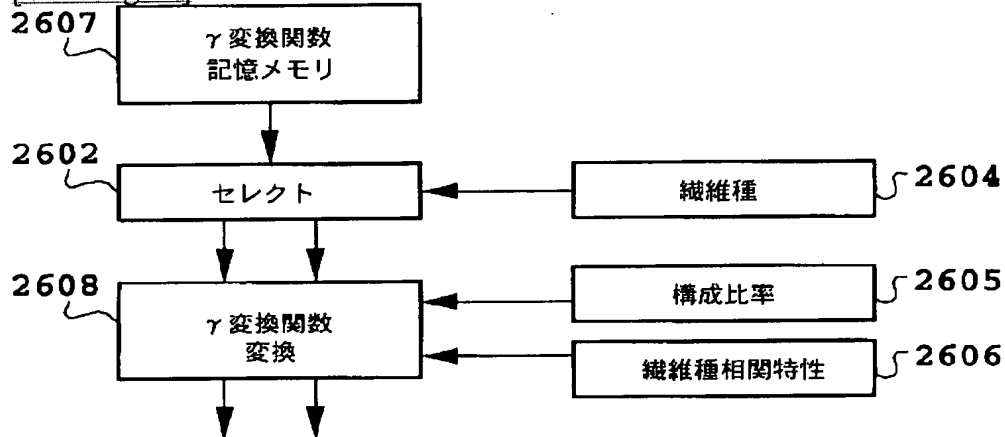 2607
γ変換関数
記憶メモリ
2602
セレクト
繊維種
2604
2608
γ変換関数
変換
構成比率
2605
繊維種相関特性
2606